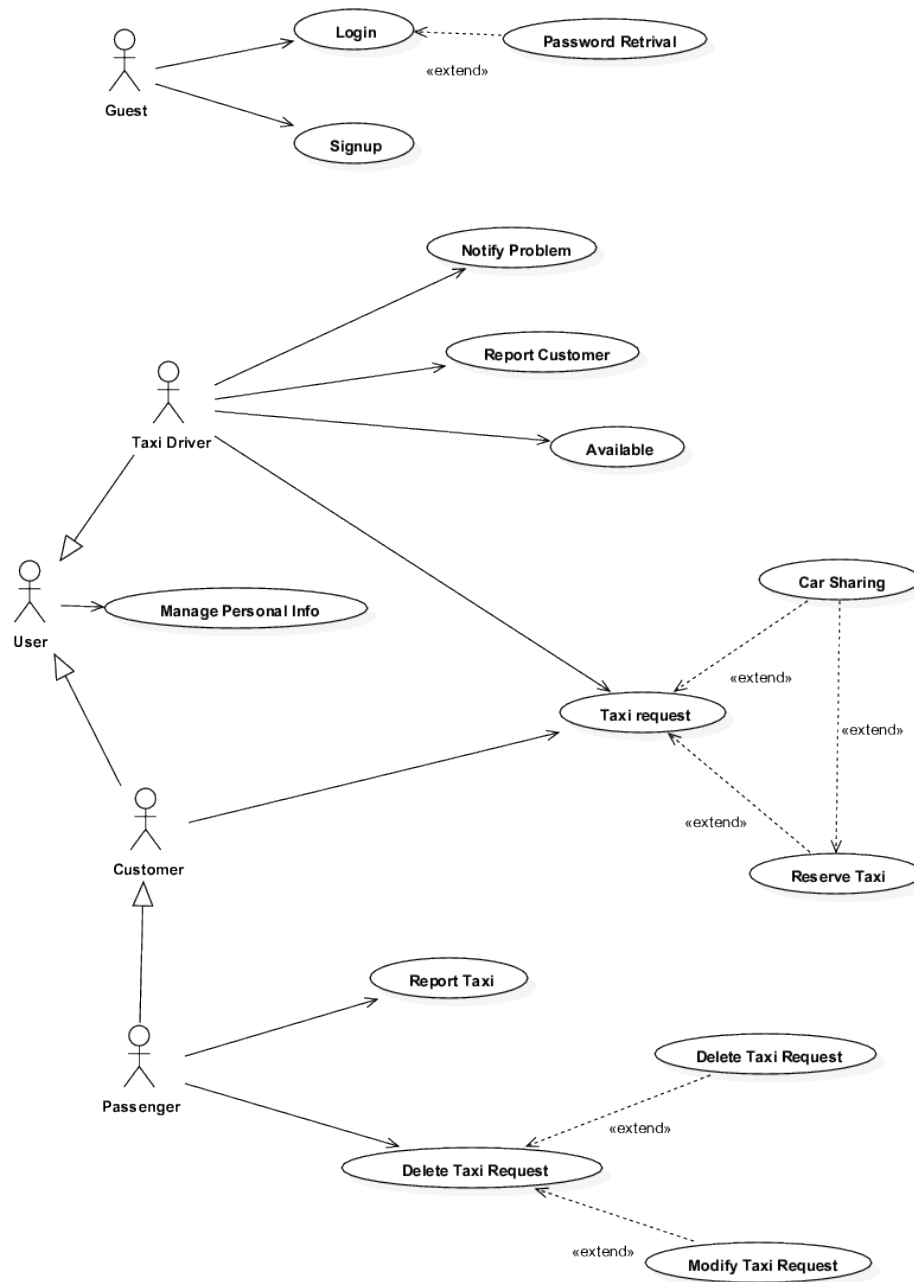 Login
Password Retrival
«extend»
Guest
Signup
Notify Problem
Report Customer
Taxi Driver
Available
Car Sharing
Manage Personal Info
User
«extend»
Taxi request
«extend»
«extend»
Customer
Reserve Taxi
Report Taxi
Delete Taxi Request
Passenger
«extend»
Delete Taxi Request
«extend»
Modify Taxi Request